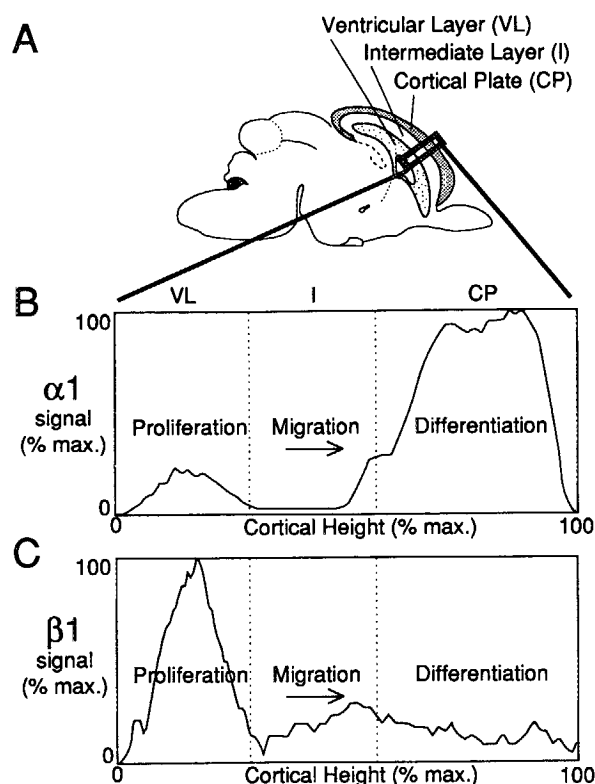 A
Ventricular Layer (VL)
Intermediate Layer (I)
Cortical Plate (CP)
B
VL I CP
100
α1
signal
(% max.)
Proliferation Migration Differentiation
0
0 Cortical Height (% max.) 100
C
100
β1
signal
(% max.)
Proliferation Migration Differentiation
0
0 Cortical Height (% max.) 100